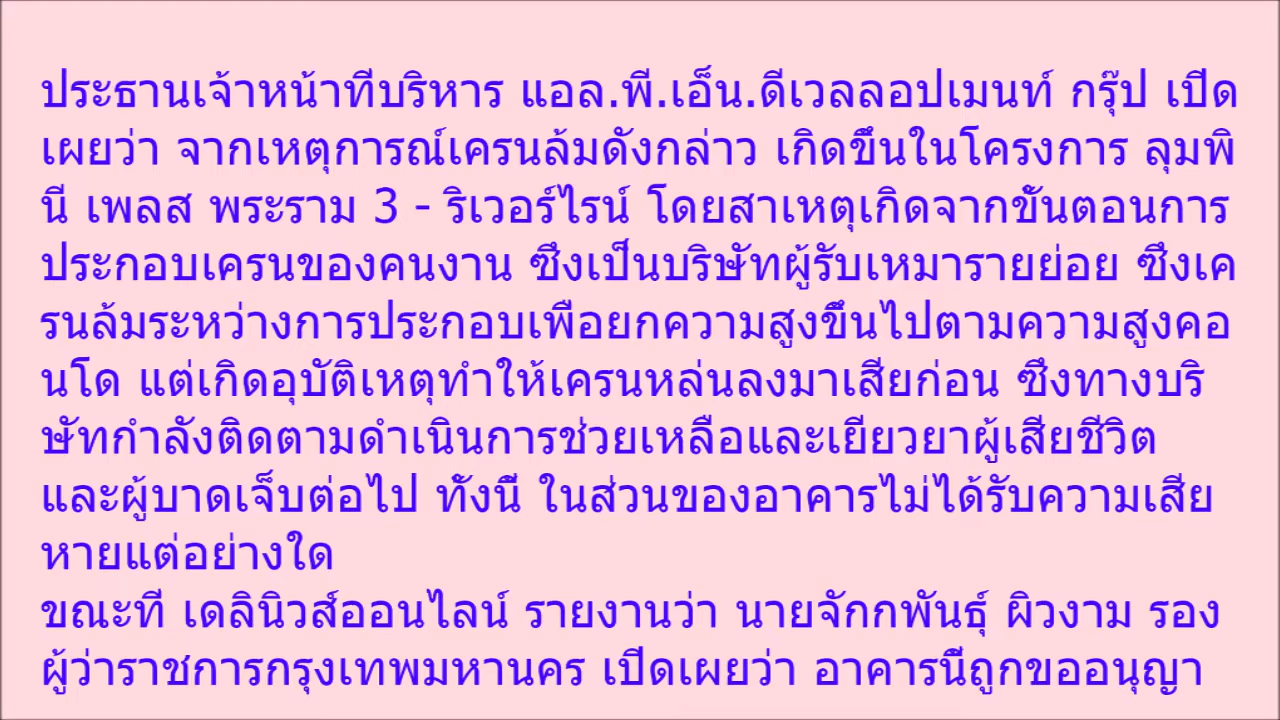 ประธานเจ้าหน้าที่บริหาร แอล.พี.เอ็น.ดีเวลลอปเมนท์ กรุ๊ป เปิด
เผยว่า จากเหตุการณ์เครนล้มดังกล่าว เกิดขึ้นในโครงการ ลุมพิ
นี เพลส พระราม 3 - ริเวอร์ไรน์ โดยสาเหตุเกิดจากขั้นตอนการ
ประกอบเครนของคนงาน ซึ่งเป็นบริษัทผู้รับเหมารายย่อย ซึ่งเค
รนล้มระหว่างการประกอบเพื่อยกความสูงขึ้นไปตามความสูงคอ
นโด แต่เกิดอุบัติเหตุทำให้เครนหล่นลงมาเสียก่อน ซึ่งทางบริ
ษัทกำลังติดตามดำเนินการช่วยเหลือและเยียวยาผู้เสียชีวิต
และผู้บาดเจ็บต่อไป ทั้งนี้ ในส่วนของอาคารไม่ได้รับความเสีย
หายแต่อย่างใด
ขณะที่ เดลินิวส์ออนไลน์ รายงานว่า นายจักกพันธุ์ ผิวงาม รอง
ผู้ว่าราชการกรุงเทพมหานคร เปิดเผยว่า อาคารนี้ถูกขออนุญา